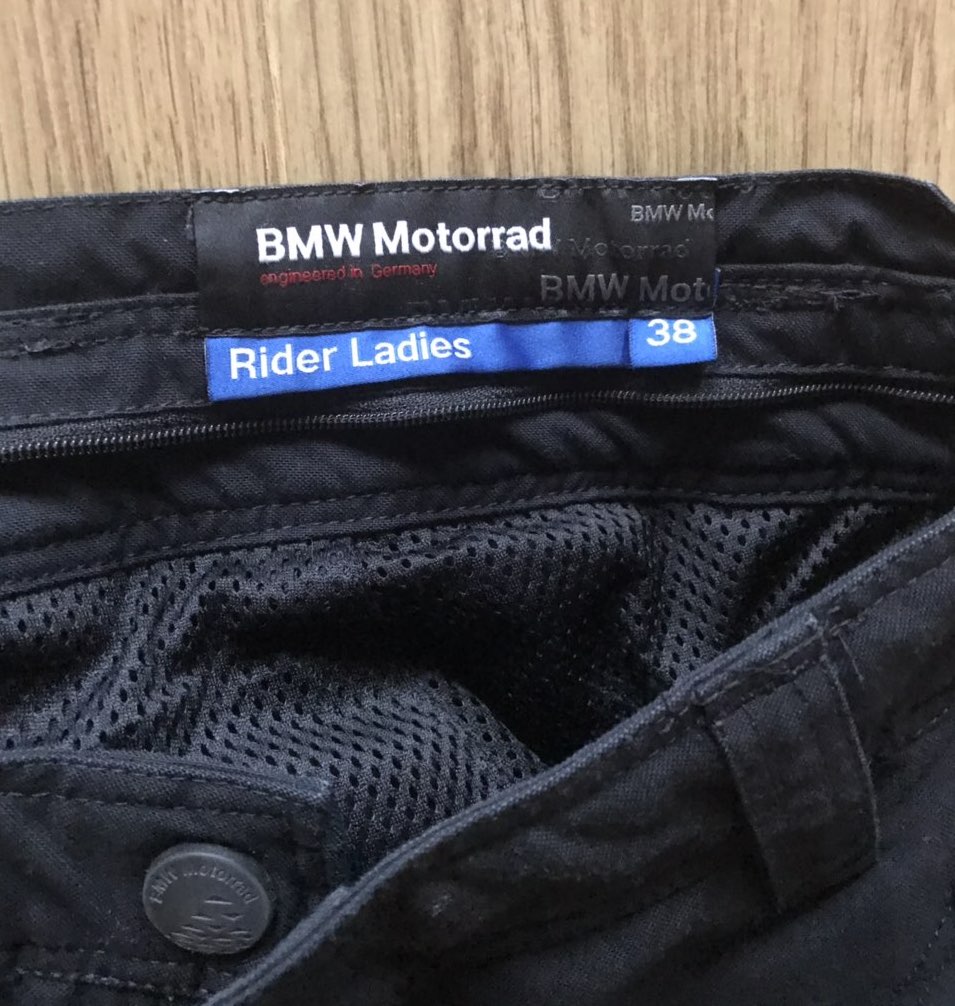 BMW Motorrad
BMW Mo
engineered in Germany
Motorrad
BMW Mot
Rider Ladies
38
BMW Motorrad